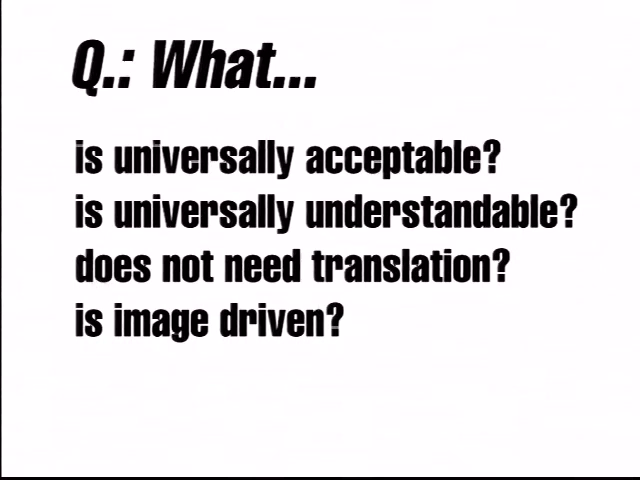 Q.: What...
is universally acceptable?
is universally understandable?
does not need translation?
is image driven?